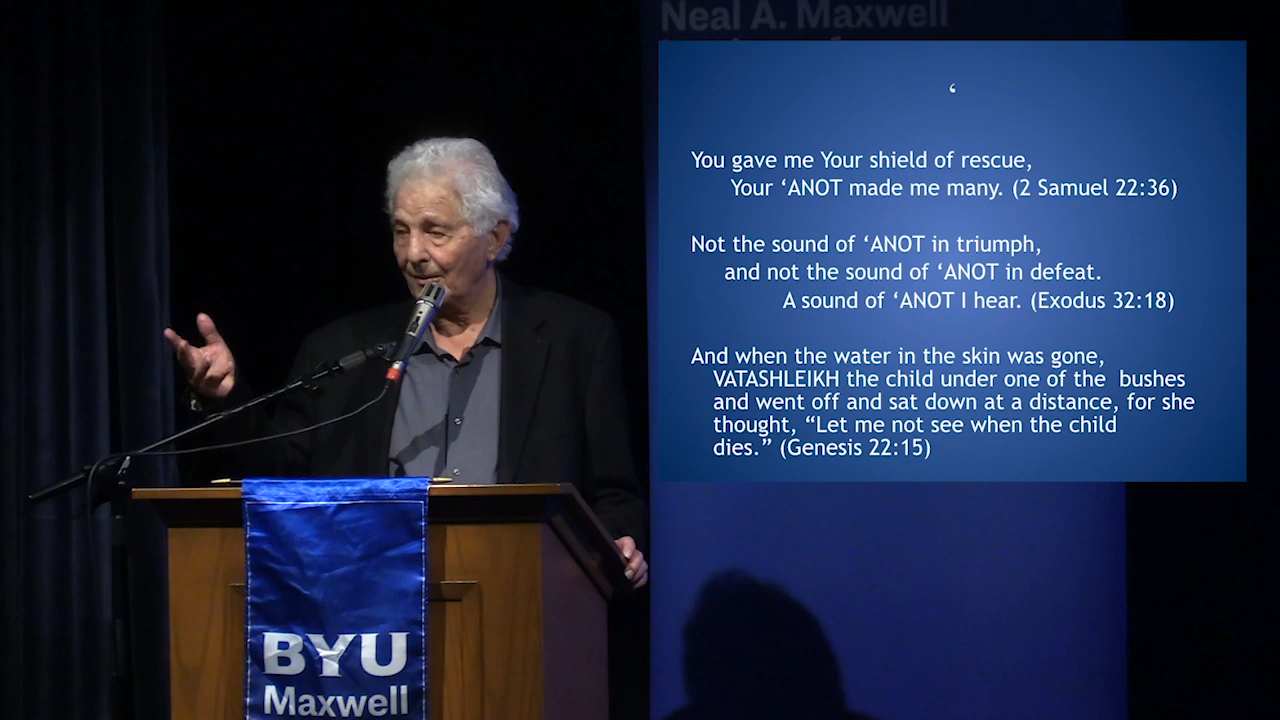 Neal A. Maxwell
‘
You gave me Your shield of rescue,
Your ‘ANOT made me many. (2 Samuel 22:36)
Not the sound of ‘ANOT in triumph,
and not the sound of ‘ANOT in defeat.
A sound of ‘ANOT I hear. (Exodus 32:18)
And when the water in the skin was gone,
VATASHLEIKH the child under one of the bushes
and went off and sat down at a distance, for she
thought, “Let me not see when the child
dies.” (Genesis 22:15)
BYU
Maxwell